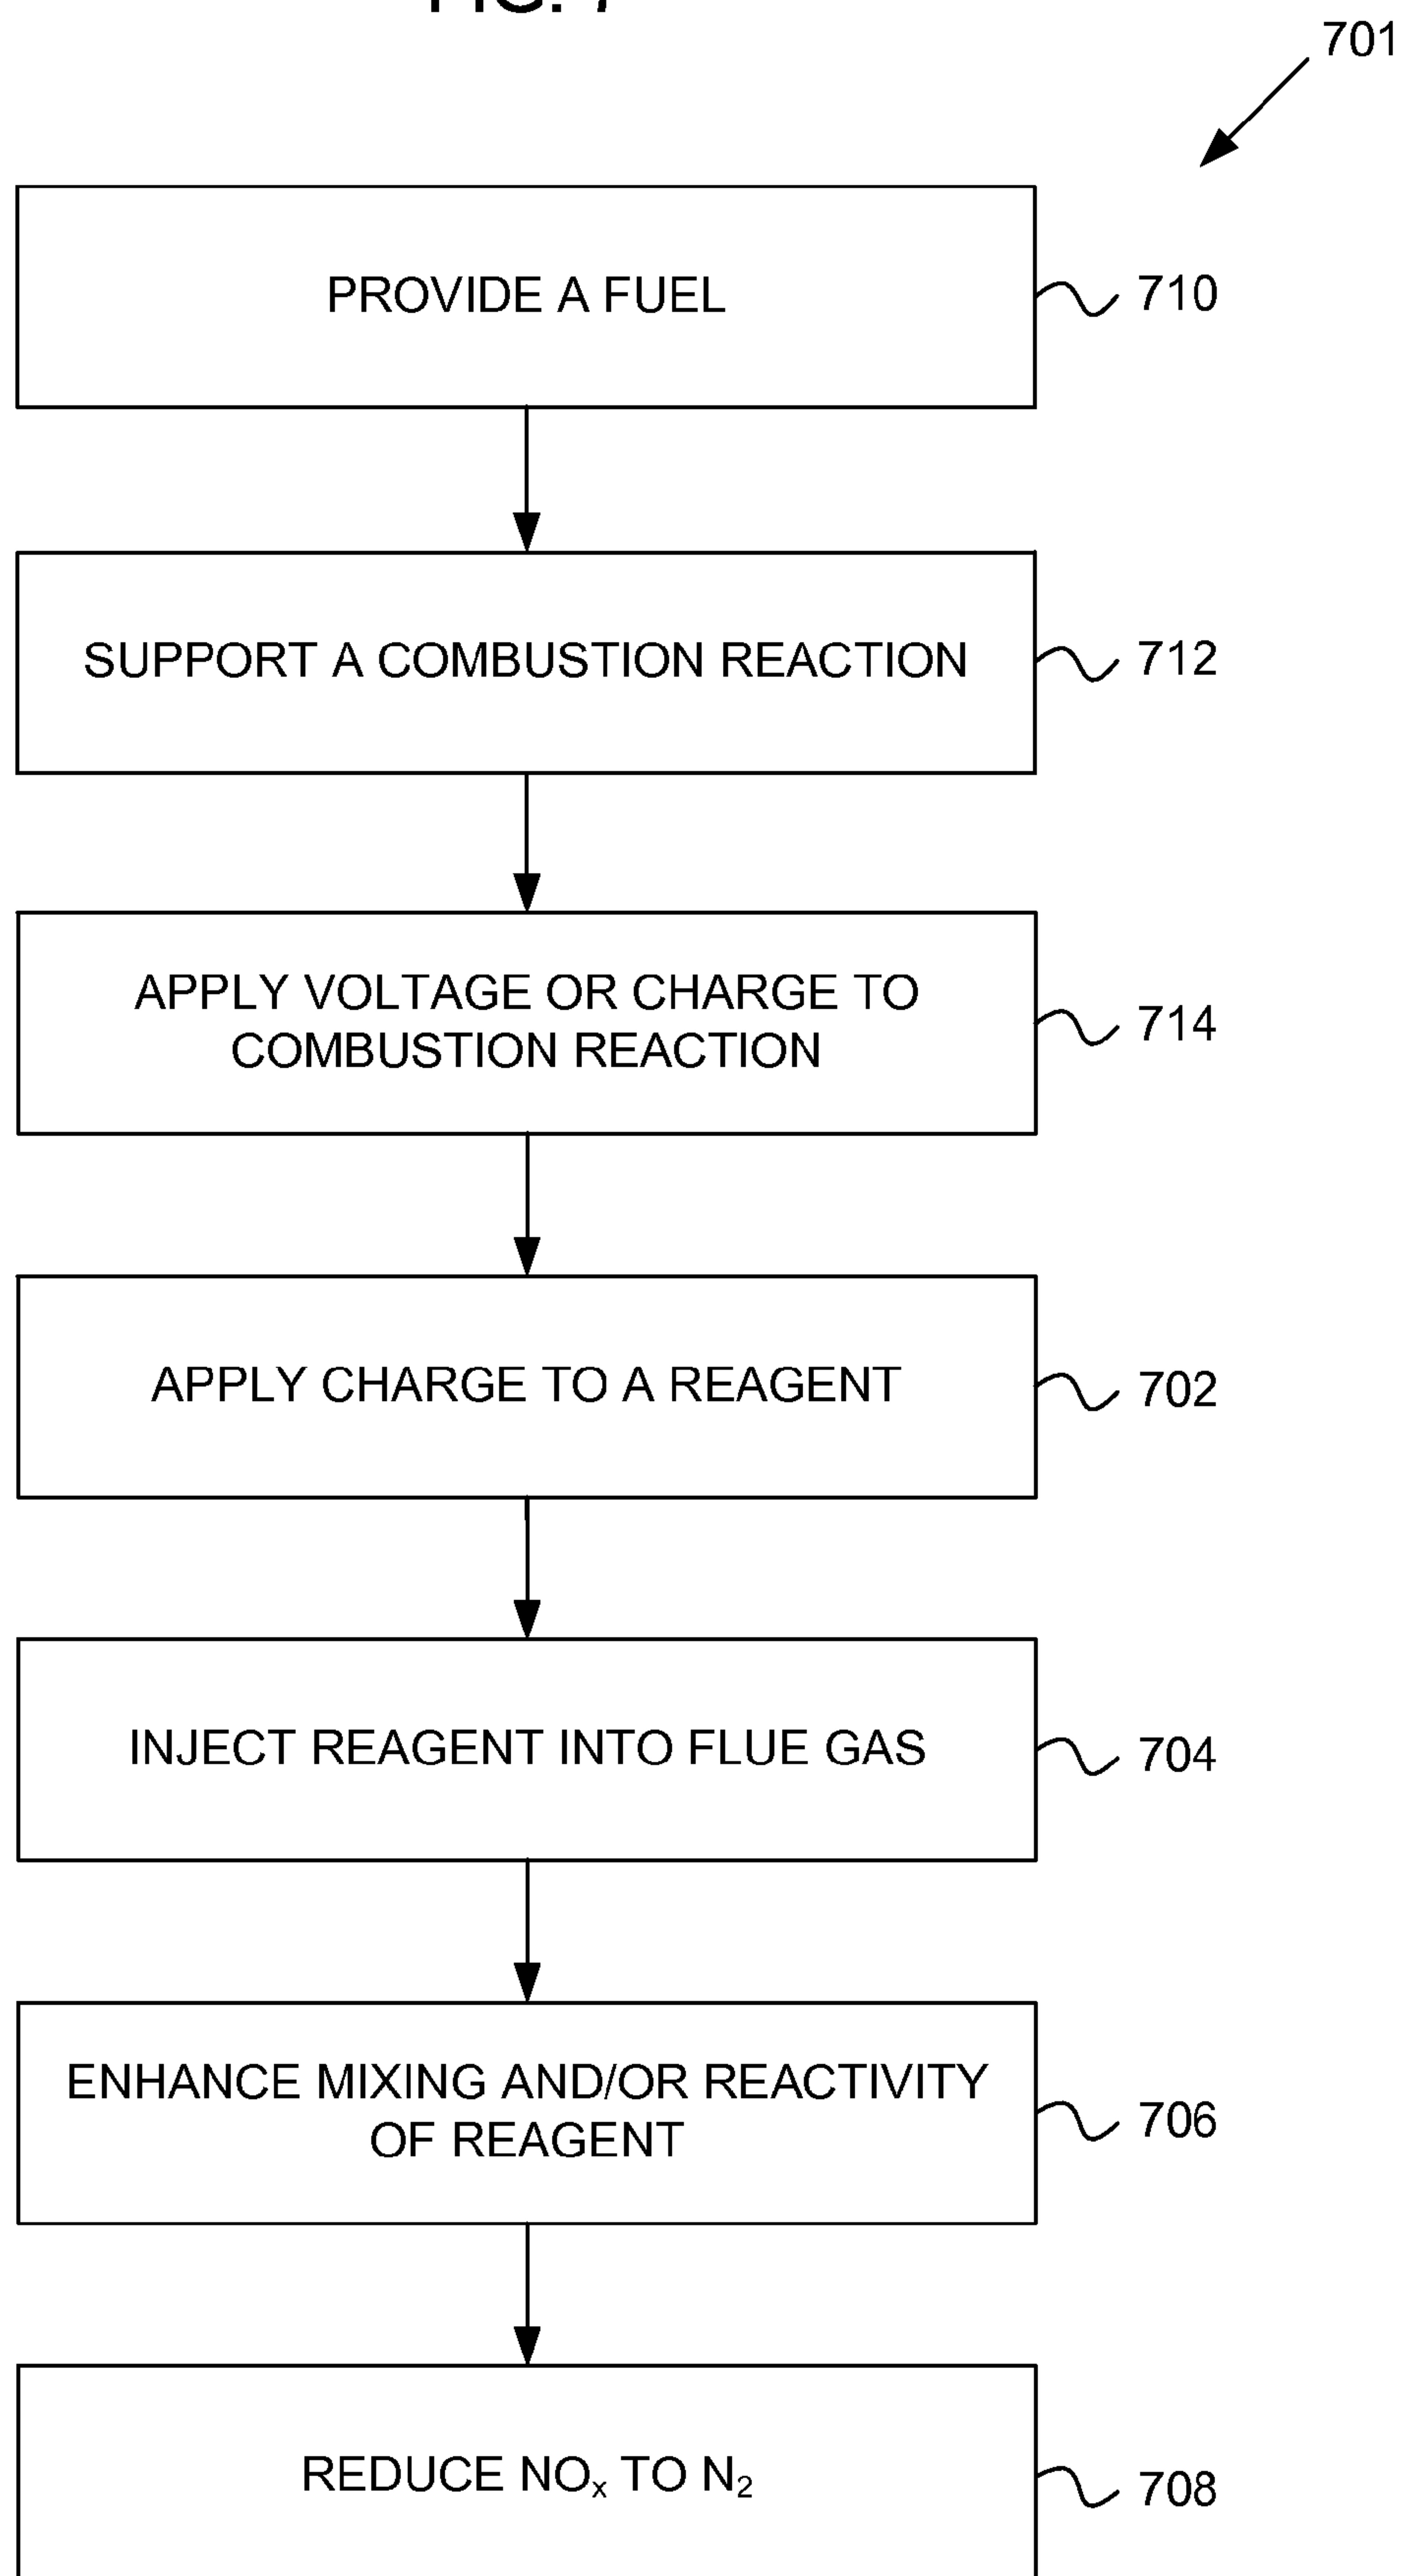 FIG. 7
701
PROVIDE A FUEL
710
SUPPORT A COMBUSTION REACTION
712
APPLY VOLTAGE OR CHARGE TO
COMBUSTION REACTION
714
APPLY CHARGE TO A REAGENT
702
INJECT REAGENT INTO FLUE GAS
704
ENHANCE MIXING AND/OR REACTIVITY
OF REAGENT
706
REDUCE NOₓ TO N₂
708